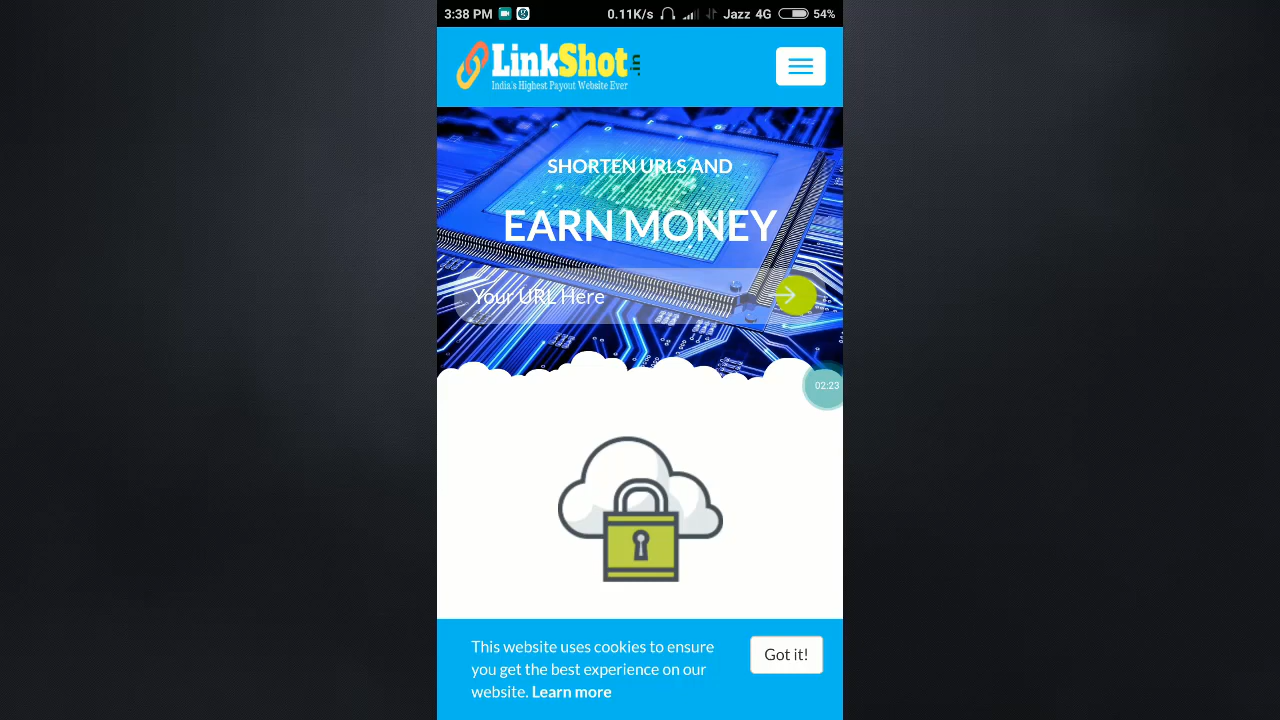 3:38 PM 0.11K/s Jazz 4G 54%
LinkShot.in
India's Highest Payout Website Ever
SHORTEN URLS AND
EARN MONEY
Your URL Here
02:23
This website uses cookies to ensure
you get the best experience on our
website. Learn more
Got it!